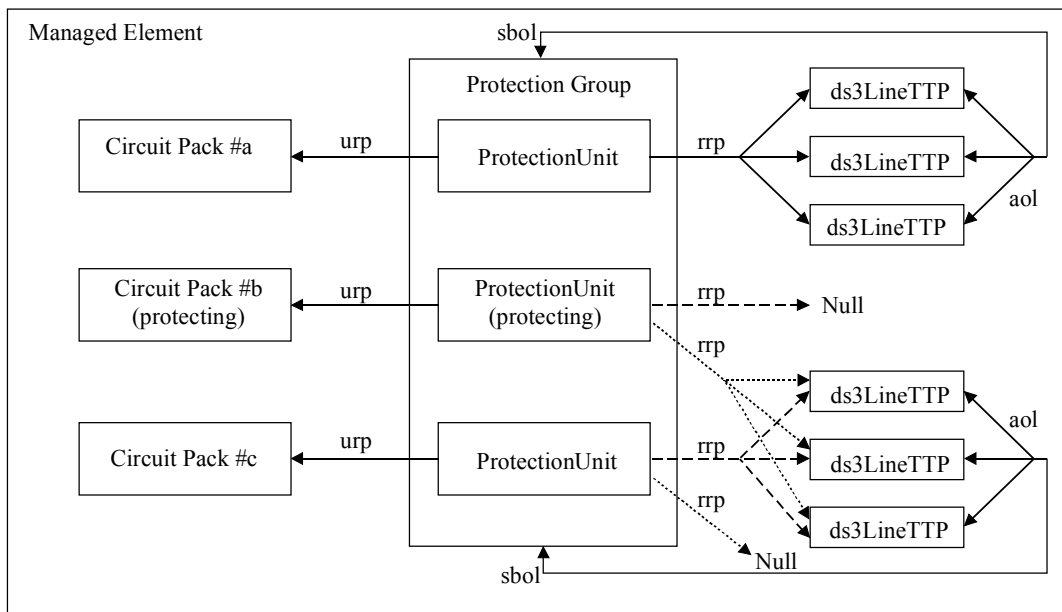 Managed Element
sbol
Protection Group
ds3LineTTP
Circuit Pack #a
urp
ProtectionUnit
rrp
ds3LineTTP
aol
ds3LineTTP
Circuit Pack #b
(protecting)
urp
ProtectionUnit
(protecting)
rrp
Null
rrp
ds3LineTTP
aol
Circuit Pack #c
urp
ProtectionUnit
rrp
ds3LineTTP
rrp
ds3LineTTP
Null
sbol